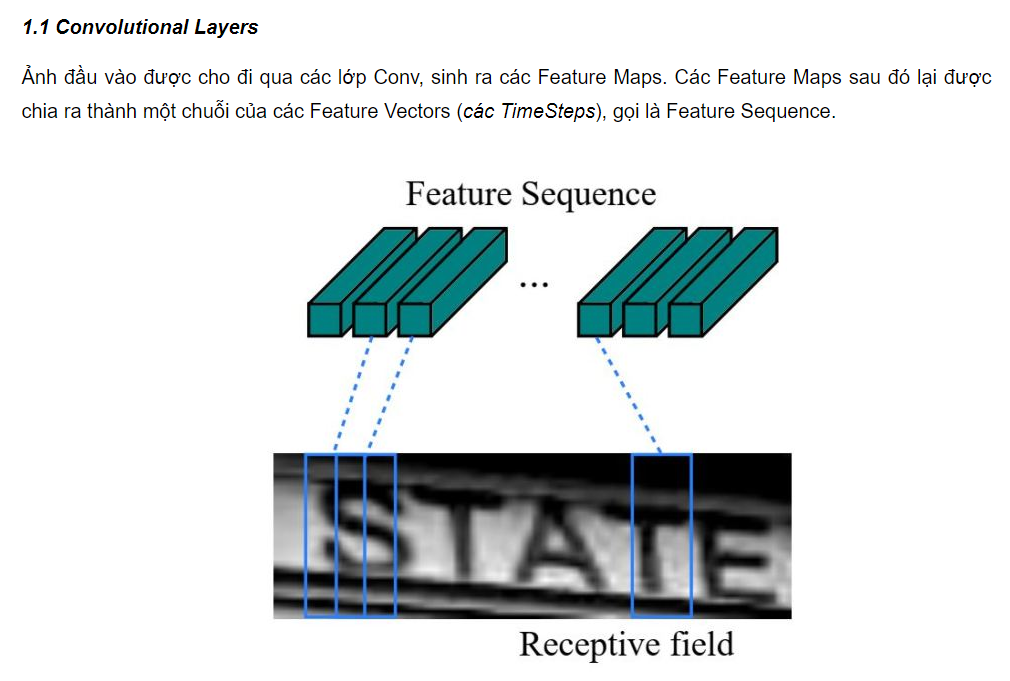 1.1 Convolutional Layers
Ảnh đầu vào được cho đi qua các lớp Conv, sinh ra các Feature Maps. Các Feature Maps sau đó lại được
chia ra thành một chuỗi của các Feature Vectors (các TimeSteps), gọi là Feature Sequence.
Feature Sequence
...
STATE
Receptive field